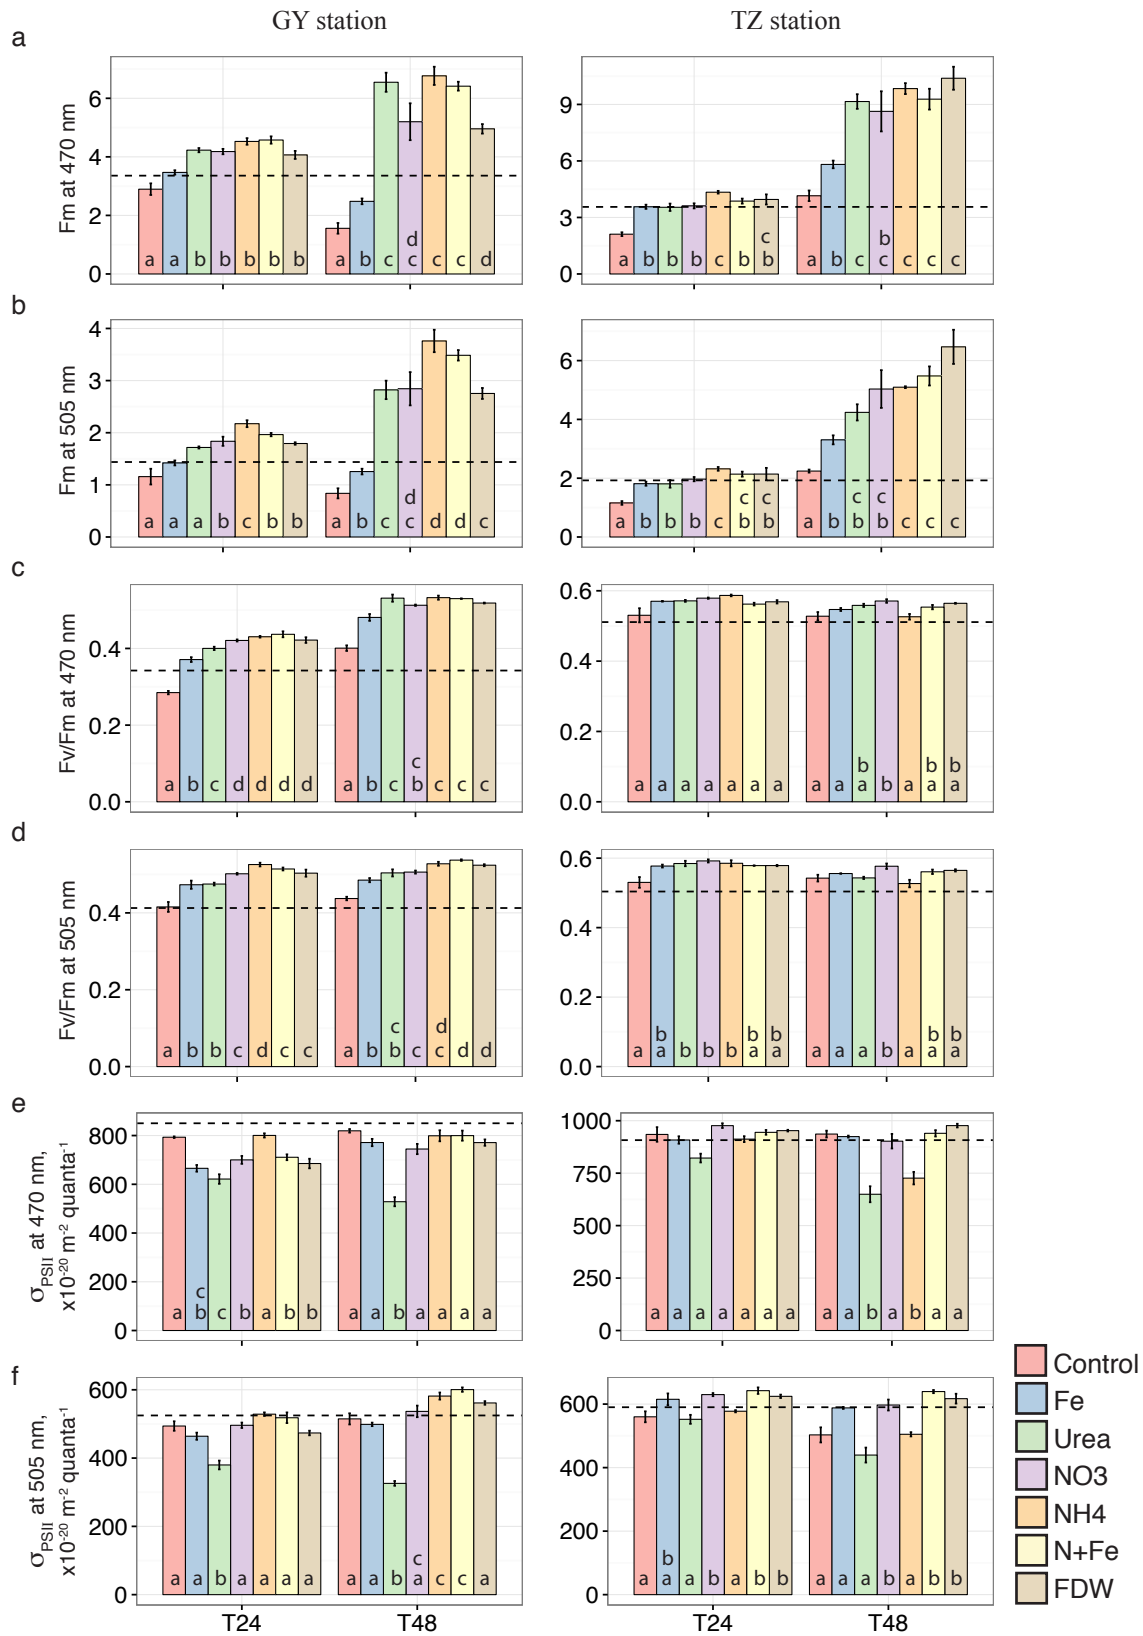 GY station
TZ station
a
Fm at 470 nm
6
4
2
0
a a b b b b b
a b c d c c c d
9
6
3
0
a b b b c b c b
a b c b c c c c
b
Fm at 505 nm
4
3
2
1
0
a a a b c b b
a b c d c d d c
6
4
2
0
a b b b c c b c b
a b c b c b c c c
c
Fv/Fm at 470 nm
0.4
0.2
0.0
a b c d d d d
a b c c b c c c
0.6
0.4
0.2
0.0
a a a a a a a
a a b a b a b a b a
d
Fv/Fm at 505 nm
0.4
0.2
0.0
a b b c d c c
a b c b c d c d d
0.6
0.4
0.2
0.0
a b a b b b b a b a
a a a b a b a b a
e
σPSII at 470 nm,
x10-20 m-2 quanta-1
800
600
400
200
0
a c b c b a b b
a a b a a a a
1000
750
500
250
0
a a a a a a a
a a b a b a a
f
σPSII at 505 nm,
x10-20 m-2 quanta-1
600
400
200
0
a a b a a a a
a a b c a c c a
600
400
200
0
a b a a b a b b
a b a b a b b
T24
T48
T24
T48
Control
Fe
Urea
NO3
NH4
N+Fe
FDW